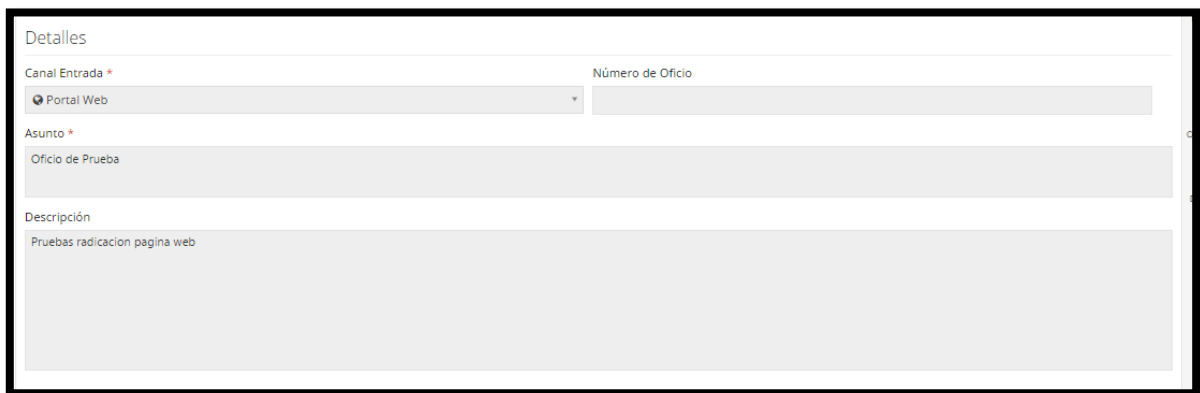 Detalles
Canal Entrada * Número de Oficio
Portal Web
Asunto *
Oficio de Prueba
Descripción
Pruebas radicacion pagina web